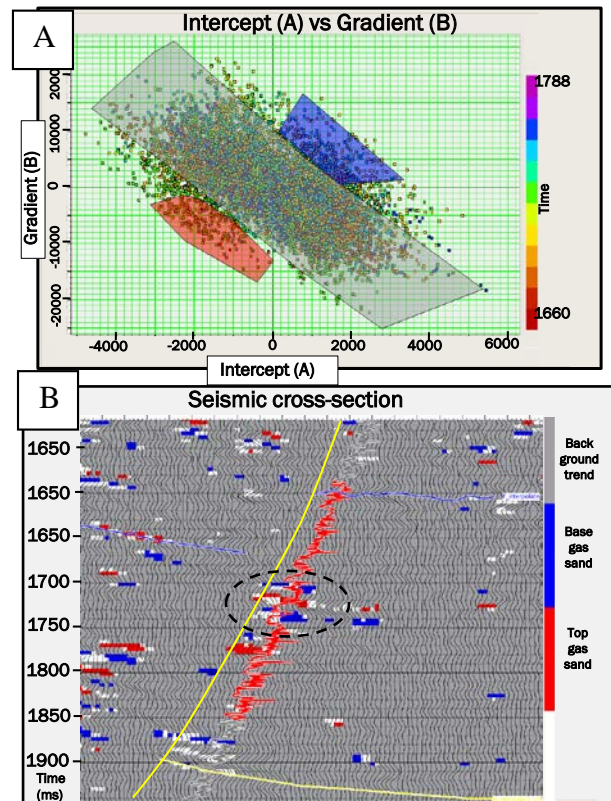 A
Intercept (A) vs Gradient (B)
Gradient (B)
2000
10000
0
-10000
-20000
-4000
-2000
0
2000
4000
6000
Intercept (A)
1788
Time
1660
B
Seismic cross-section
1650
1650
1650
1700
1750
1800
1850
1900
Time
(ms)
Back
ground
trend
Base
gas
sand
Top
gas
sand